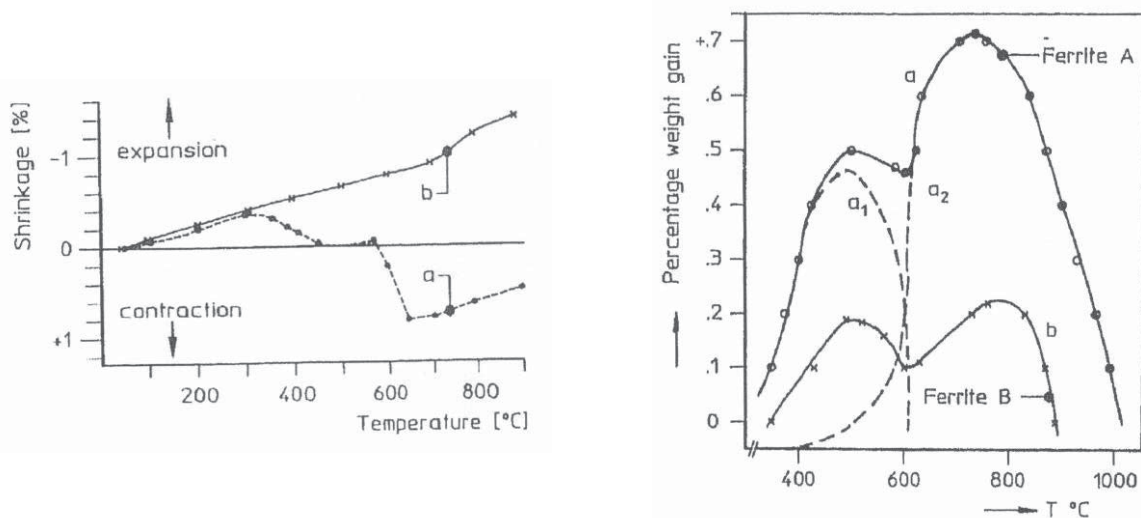 Shrinkage [%]
-1
0
+1
expansion
b
a
contraction
200
400
600
800
Temperature [°C]
Percentage weight gain
+.7
.6
.5
.4
.3
.2
.1
0
a
Ferrite A
a1
a2
b
Ferrite B
400
600
800
1000
T °C